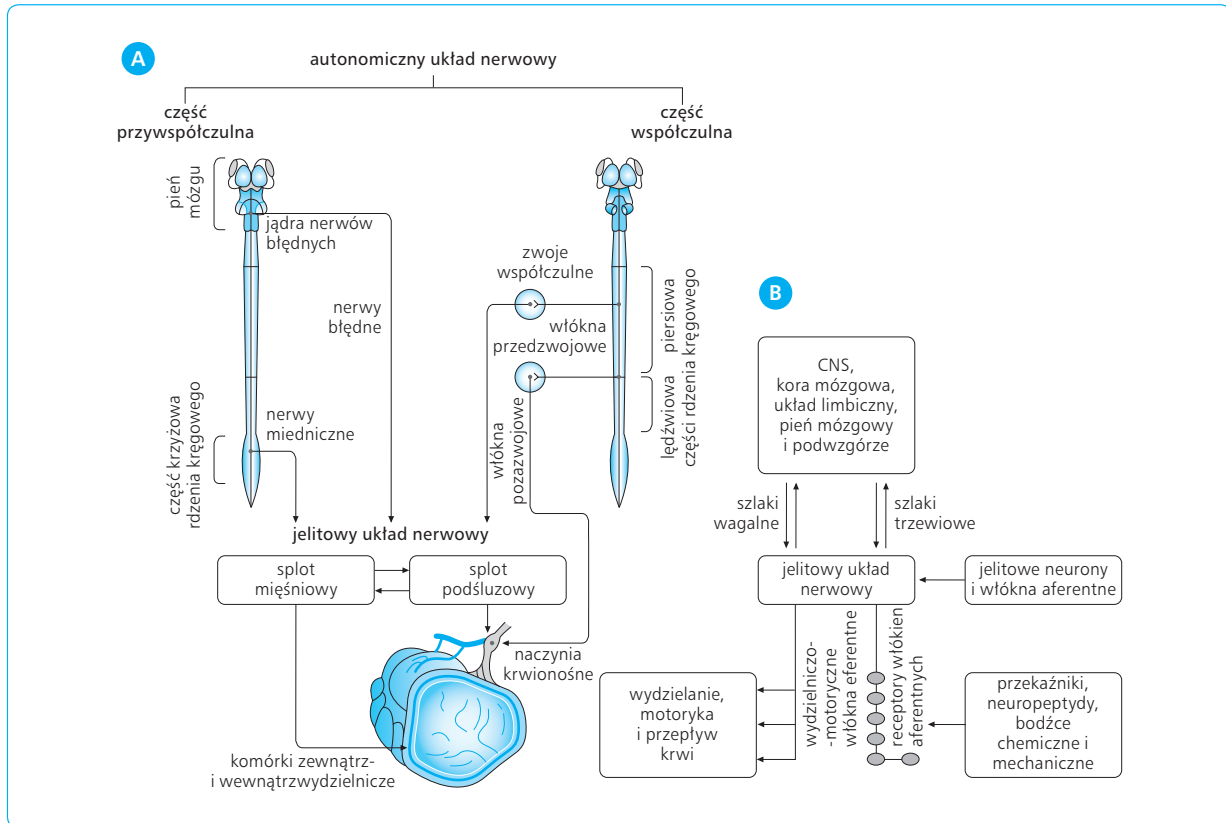 A
autonomiczny układ nerwowy
część
przywspółczulna
część
współczulna
pień
mózgu
jądra nerwów
błędnych
nerwy
błędne
zwoje
współczulne
włókna
przedzwojowe
piersiowa
lędźwiowa
części rdzenia kręgowego
część krzyżowa
rdzenia kręgowego
nerwy
miedniczne
włókna
pozazwojowe
jelitowy układ nerwowy
splot
mięśniowy
splot
podśluzowy
naczynia
krwionośne
komórki zewnątrz-
i wewnątrzwydzielnicze
B
CNS,
kora mózgowa,
układ limbiczny,
pień mózgowy
i podwzgórze
szlaki
wagalne
szlaki
trzewiowe
jelitowy układ
nerwowy
jelitowe neurony
i włókna aferentne
wydzielniczo-
-motoryczne
włókna eferentne
receptory włókien
aferentnych
wydzielanie,
motoryka
i przepływ
krwi
przekaźniki,
neuropeptydy,
bodźce
chemiczne i
mechaniczne